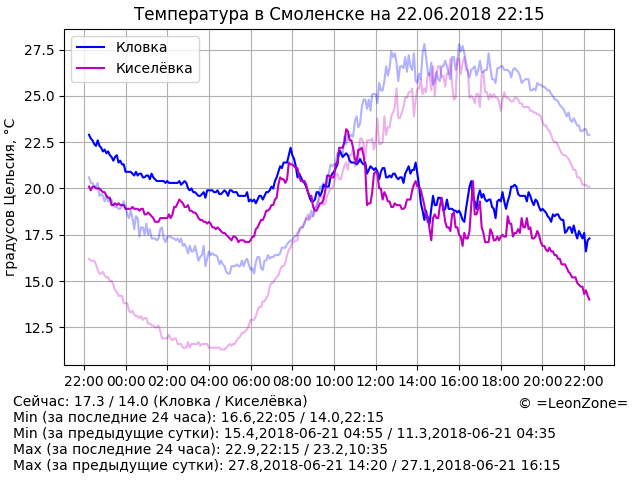 Температура в Смоленске на 22.06.2018 22:15
Кловка
Киселёвка
градусов Цельсия, °C
27.5
25.0
22.5
20.0
17.5
15.0
12.5
22:00 00:00 02:00 04:00 06:00 08:00 10:00 12:00 14:00 16:00 18:00 20:00 22:00
Сейчас: 17.3 / 14.0 (Кловка / Киселёвка)
© =LeonZone=
Min (за последние 24 часа): 16.6,22:05 / 14.0,22:15
Min (за предыдущие сутки): 15.4,2018-06-21 04:55 / 11.3,2018-06-21 04:35
Max (за последние 24 часа): 22.9,22:15 / 23.2,10:35
Max (за предыдущие сутки): 27.8,2018-06-21 14:20 / 27.1,2018-06-21 16:15